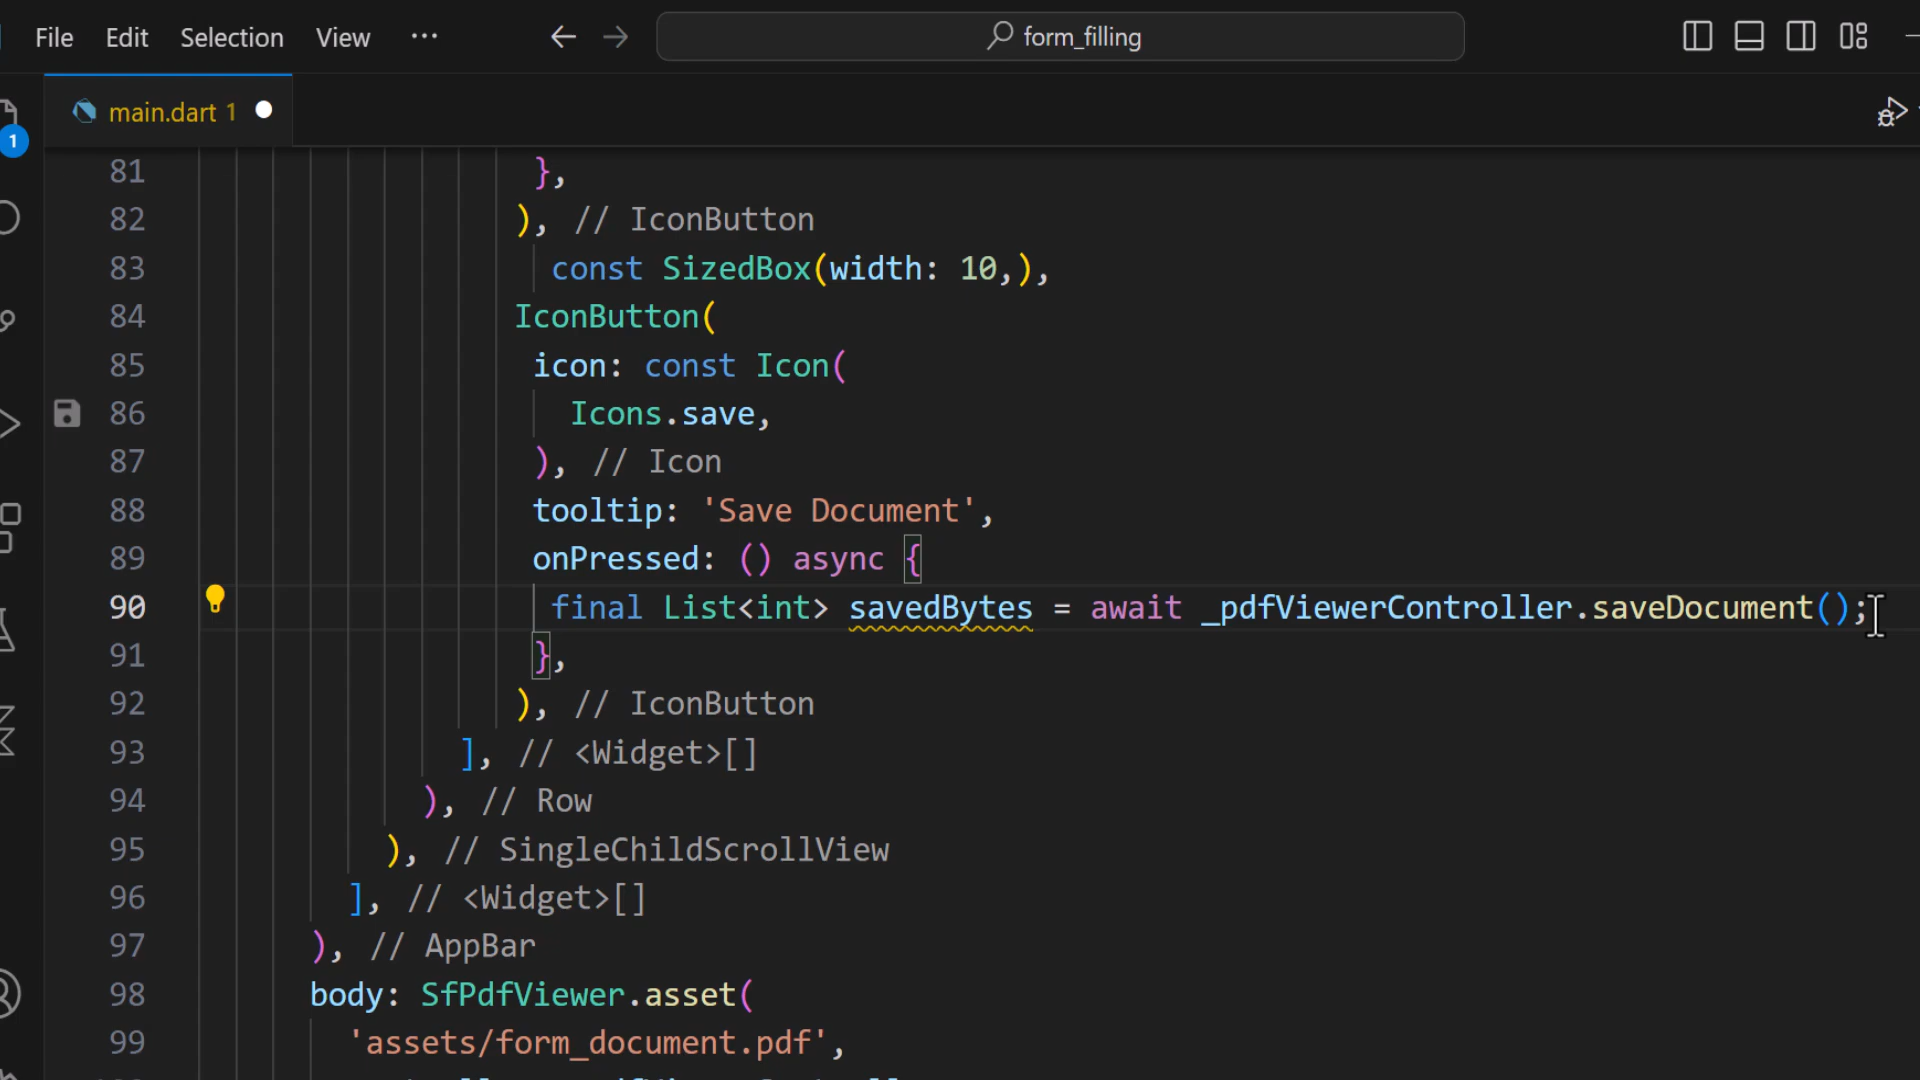 File Edit Selection View ...
form_filling
main.dart 1
1
81 },
82 ), // IconButton
83 const SizedBox(width: 10,),
84 IconButton(
85 icon: const Icon(
86 Icons.save,
87 ), // Icon
88 tooltip: 'Save Document',
89 onPressed: () async {
90 final List<int> savedBytes = await _pdfViewerController.saveDocument();
91 },
92 ), // IconButton
93 ], // <Widget>[]
94 ), // Row
95 ), // SingleChildScrollView
96 ], // <Widget>[]
97 ), // AppBar
98 body: SfPdfViewer.asset(
99 'assets/form_document.pdf',